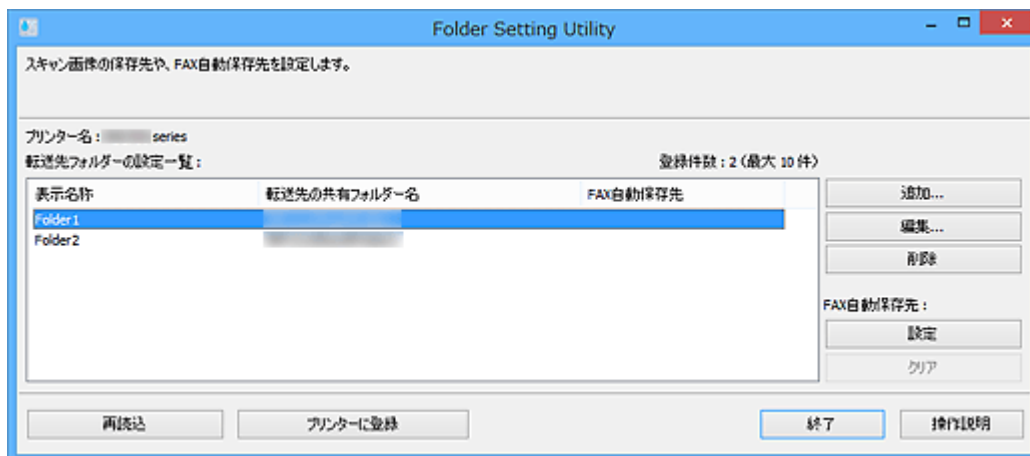 Folder Setting Utility
スキャン画像の保存先や、FAX自動保存先を設定します。
プリンター名： series
転送先フォルダーの設定一覧： 登録件数：2（最大 10 件）
表示名称 転送先の共有フォルダー名 FAX自動保存先
Folder1
Folder2
追加...
編集...
削除
FAX自動保存先：
設定
クリア
再読込 プリンターに登録 終了 操作説明